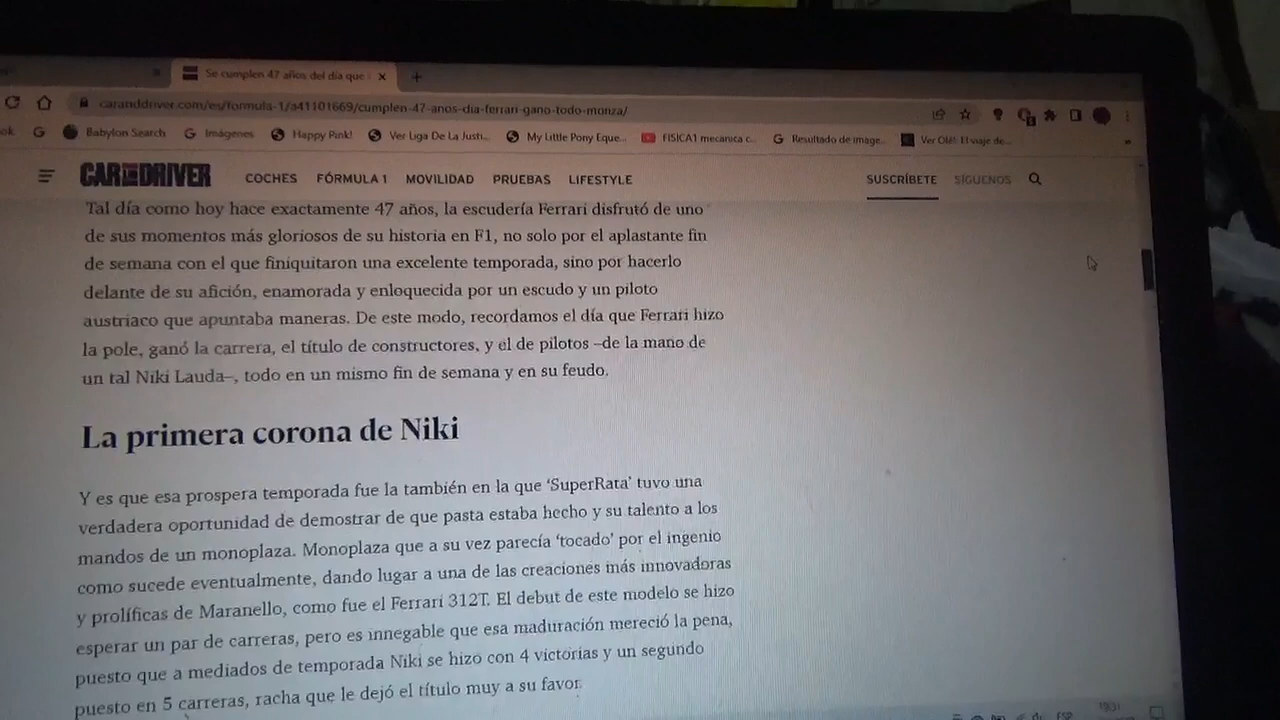 Se cumplen 47 años del día que
caranddriver.com/es/formula-1/a41101669/cumplen-47-anos-dia-ferrari-gano-todo-monza/
ok G Babylon Search G Imágenes Happy Pink! Ver Liga De La Justi... My Little Pony Eque... FISICA1 mecanica c... G Resultado de image... Ver Olé!: El viaje de... »
CAR AND DRIVER COCHES FÓRMULA 1 MOVILIDAD PRUEBAS LIFESTYLE SUSCRÍBETE SÍGUENOS
Tal día como hoy hace exactamente 47 años, la escudería Ferrari disfrutó de uno
de sus momentos más gloriosos de su historia en F1, no solo por el aplastante fin
de semana con el que finiquitaron una excelente temporada, sino por hacerlo
delante de su afición, enamorada y enloquecida por un escudo y un piloto
austriaco que apuntaba maneras. De este modo, recordamos el día que Ferrari hizo
la pole, ganó la carrera, el título de constructores, y el de pilotos –de la mano de
un tal Niki Lauda–, todo en un mismo fin de semana y en su feudo.
La primera corona de Niki
Y es que esa prospera temporada fue la también en la que ‘SuperRata’ tuvo una
verdadera oportunidad de demostrar de que pasta estaba hecho y su talento a los
mandos de un monoplaza. Monoplaza que a su vez parecía ‘tocado’ por el ingenio
como sucede eventualmente, dando lugar a una de las creaciones más innovadoras
y prolíficas de Maranello, como fue el Ferrari 312T. El debut de este modelo se hizo
esperar un par de carreras, pero es innegable que esa maduración mereció la pena,
puesto que a mediados de temporada Niki se hizo con 4 victorias y un segundo
puesto en 5 carreras, racha que le dejó el título muy a su favor.
ESP 19:31